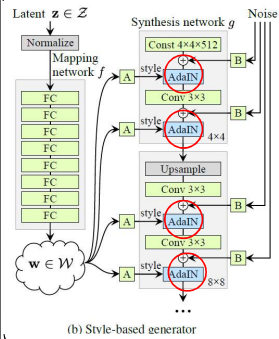 Latent z ∈ Z
Normalize
Mapping
network f
FC
FC
FC
FC
FC
FC
FC
FC
w ∈ W
Synthesis network g
Noise
Const 4×4×512
B
A
style
AdaIN
Conv 3×3
B
A
style
AdaIN
4×4
Upsample
Conv 3×3
B
A
style
AdaIN
Conv 3×3
B
A
style
AdaIN
8×8
•••
(b) Style-based generator